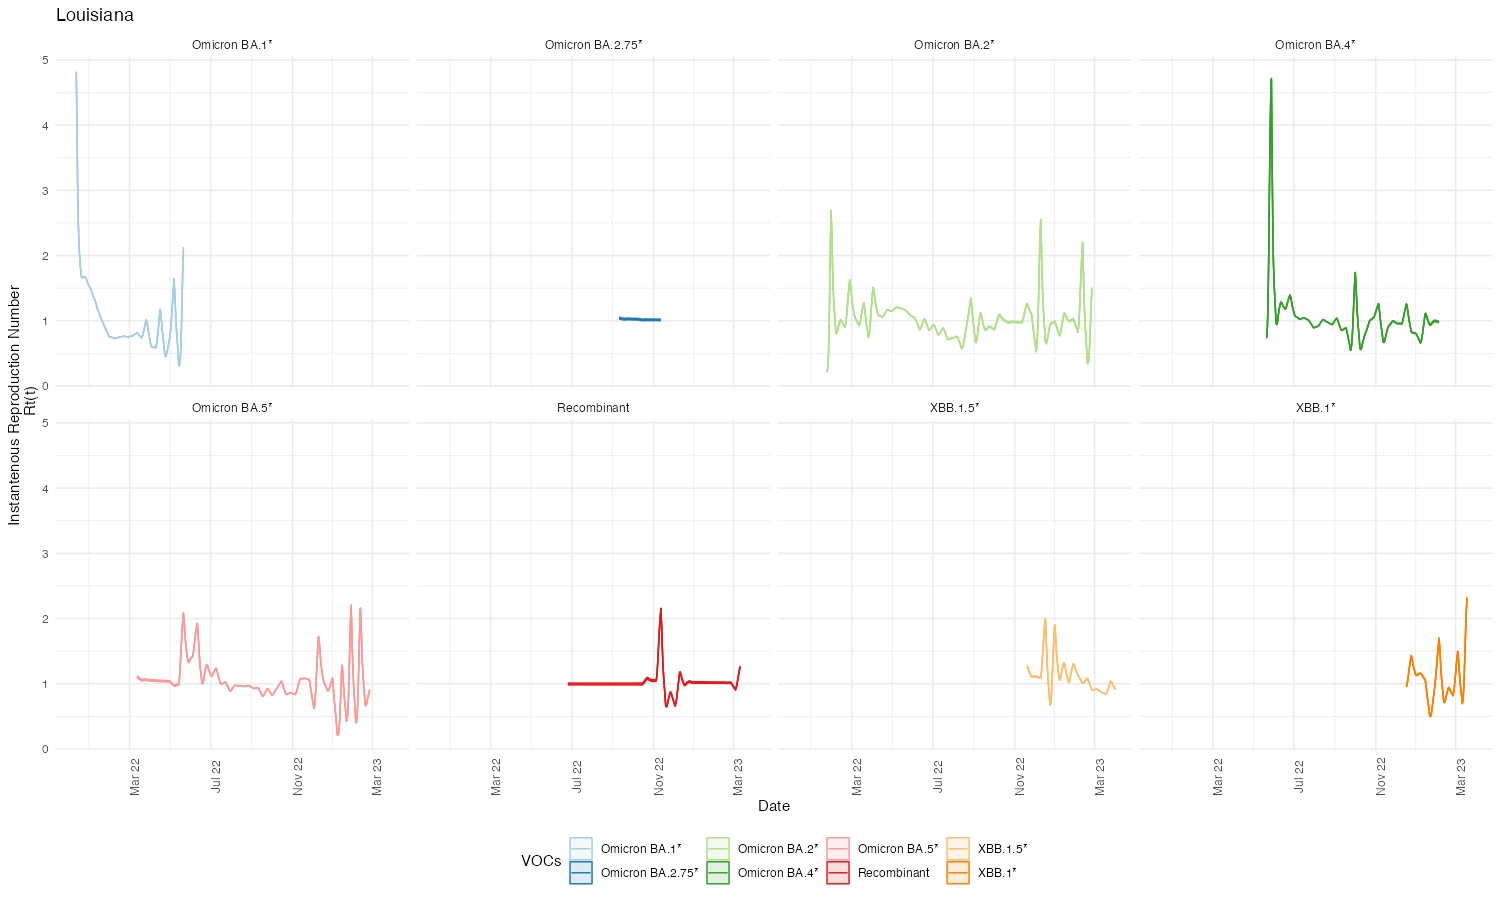 Louisiana
Omicron BA.1*
Omicron BA.2.75*
Omicron BA.2*
Omicron BA.4*
5
4
3
2
1
0
Instantenous Reproduction Number
Rt(t)
Omicron BA.5*
Recombinant
XBB.1.5*
XBB.1*
5
4
3
2
1
0
Mar 22
Jul 22
Nov 22
Mar 23
Mar 22
Jul 22
Nov 22
Mar 23
Mar 22
Jul 22
Nov 22
Mar 23
Mar 22
Jul 22
Nov 22
Mar 23
Date
VOCs
Omicron BA.1*
Omicron BA.2*
Omicron BA.5*
XBB.1.5*
Omicron BA.2.75*
Omicron BA.4*
Recombinant
XBB.1*